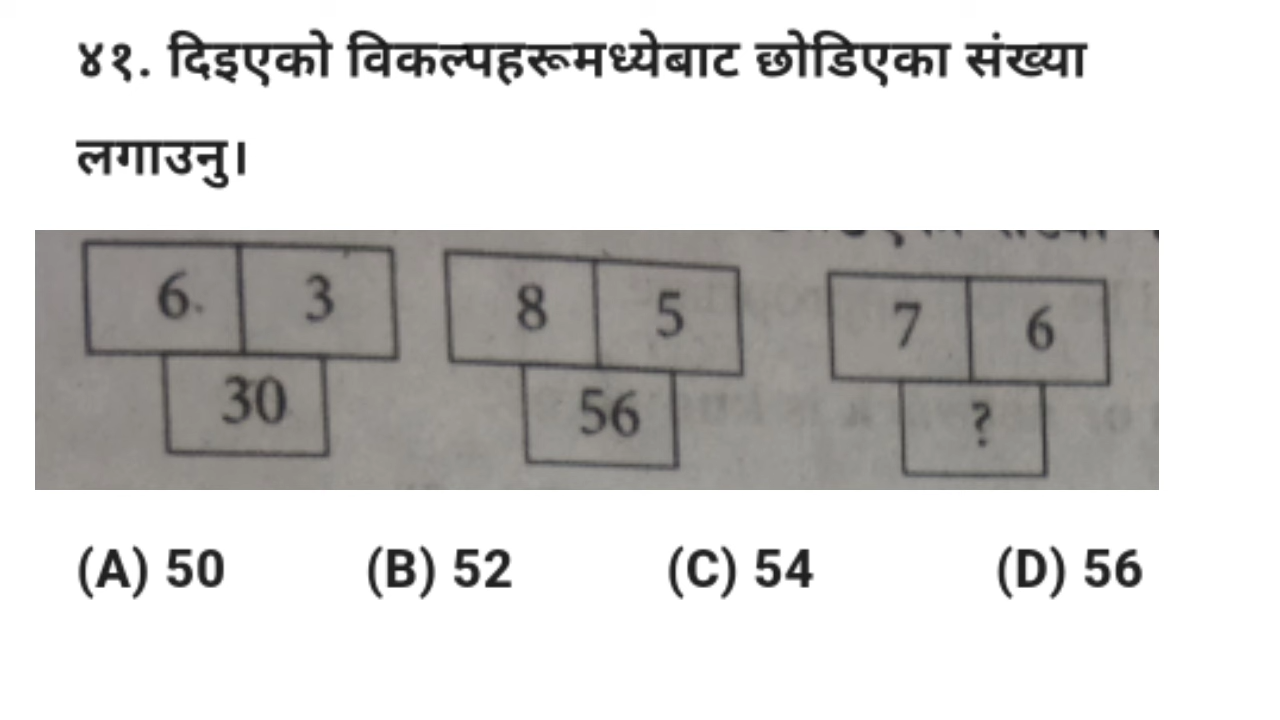 ४१. दिइएको विकल्पहरूमध्येबाट छोडिएका संख्या
लगाउनु।
6 3 8 5 7 6
30 56 ?
(A) 50 (B) 52 (C) 54 (D) 56